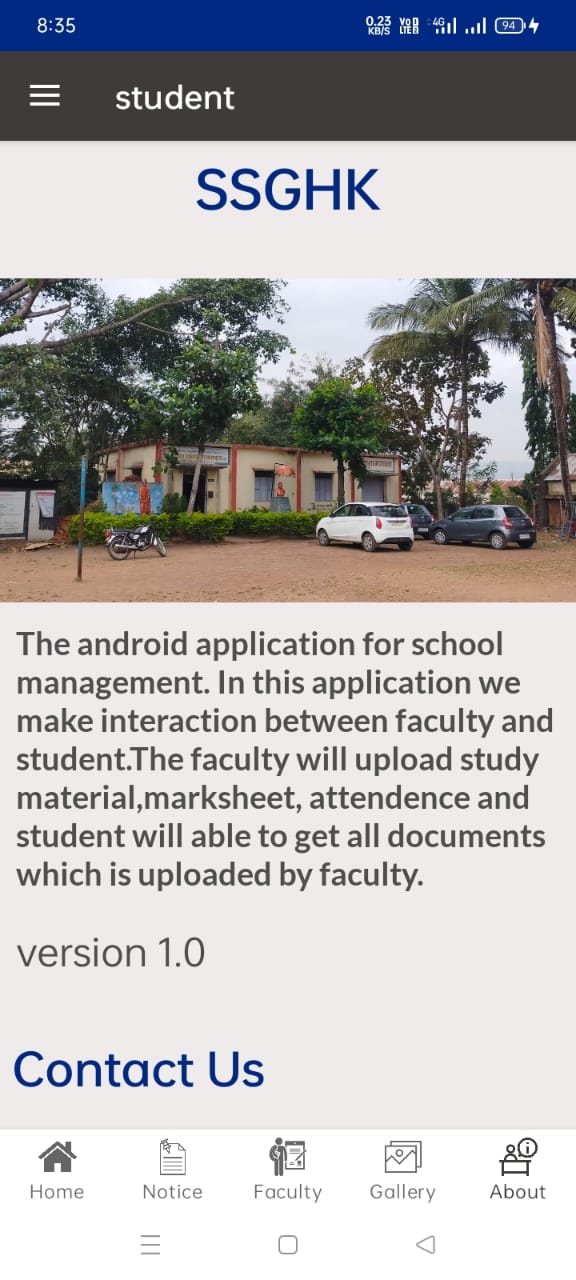 8:35
0.23 KB/S Vo LTE 4G 94
student
SSGHK
The android application for school
management. In this application we
make interaction between faculty and
student.The faculty will upload study
material,marksheet, attendence and
student will able to get all documents
which is uploaded by faculty.
version 1.0
Contact Us
Home Notice Faculty Gallery About